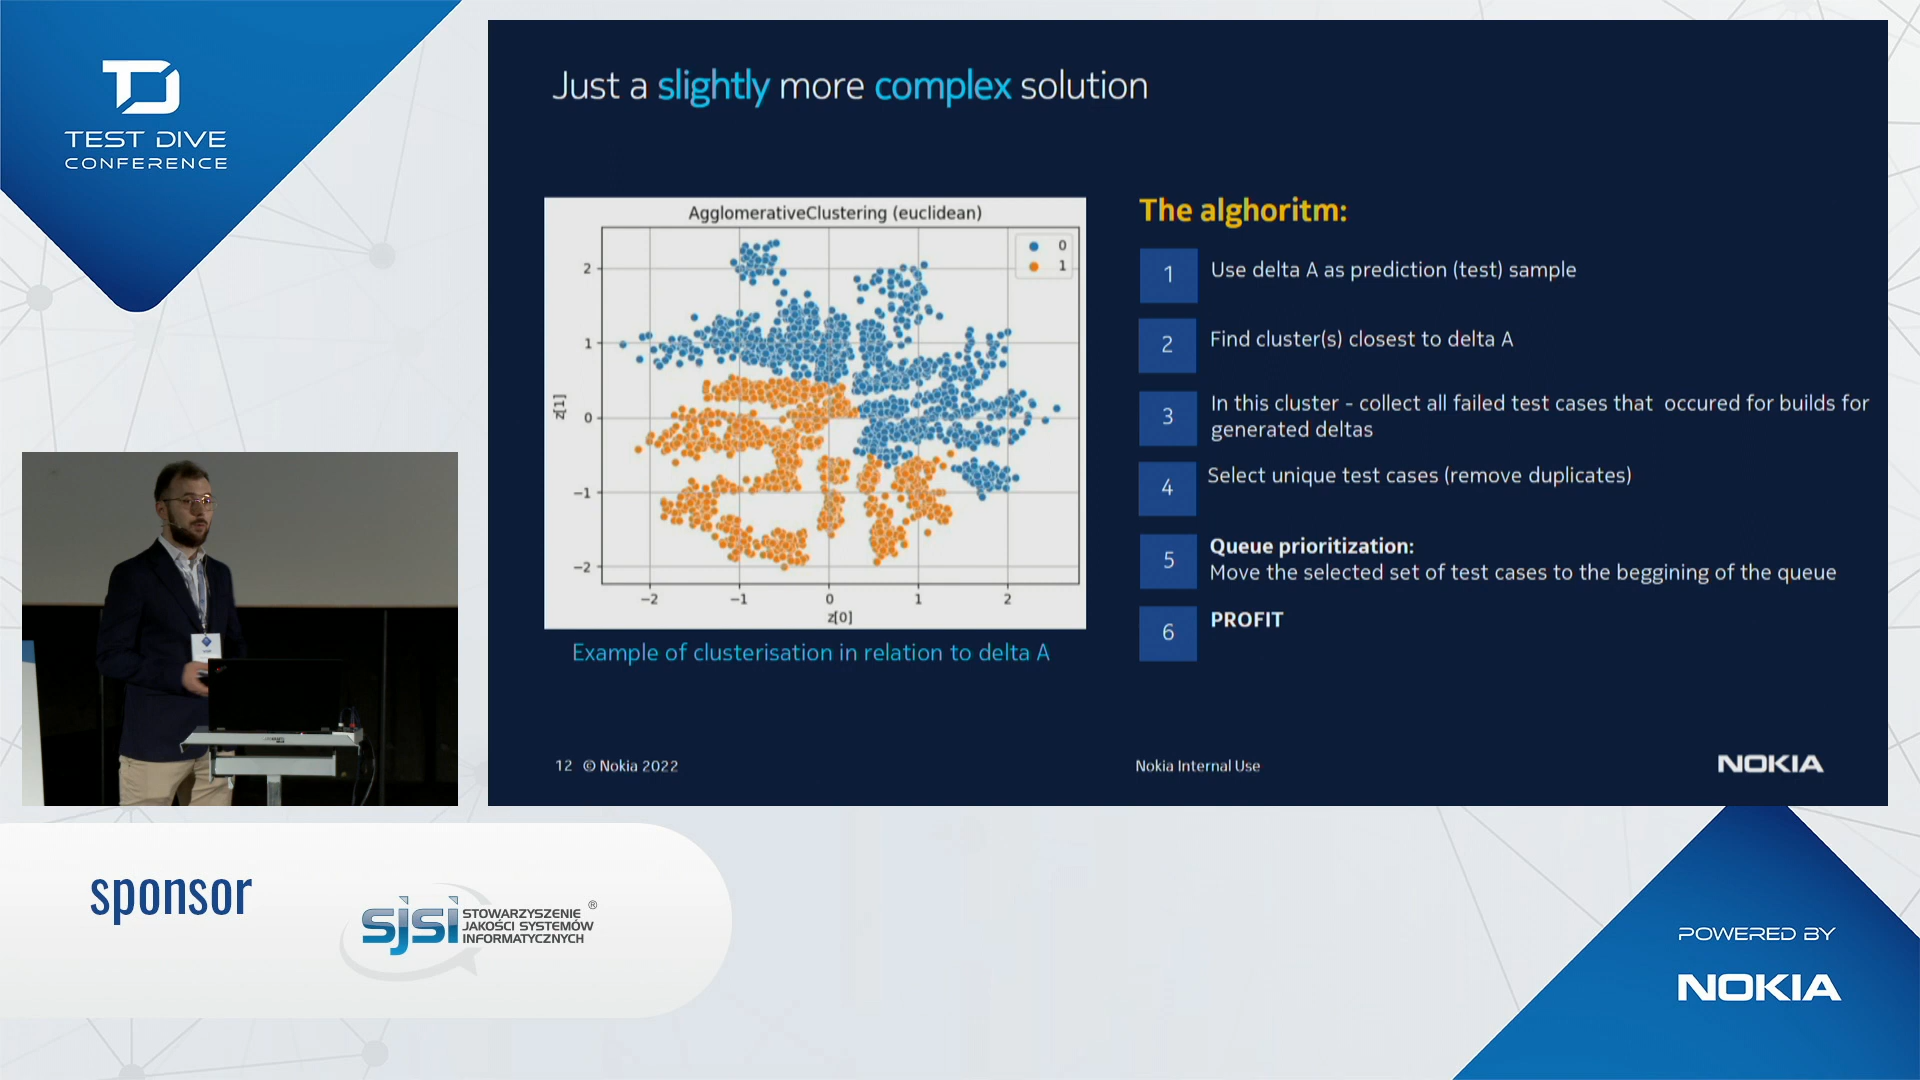 TEST DIVE
CONFERENCE
Just a slightly more complex solution
AgglomerativeClustering (euclidean)
0
1
2
1
0
−1
−2
z[1]
−2
−1
0
1
2
z[0]
Example of clusterisation in relation to delta A
The alghoritm:
1
Use delta A as prediction (test) sample
2
Find cluster(s) closest to delta A
3
In this cluster - collect all failed test cases that occured for builds for
generated deltas
4
Select unique test cases (remove duplicates)
5
Queue prioritization:
Move the selected set of test cases to the beggining of the queue
6
PROFIT
12 © Nokia 2022
Nokia Internal Use
NOKIA
sponsor
sjsi
STOWARZYSZENIE
JAKOŚCI SYSTEMÓW
INFORMATYCZNYCH
®
POWERED BY
NOKIA